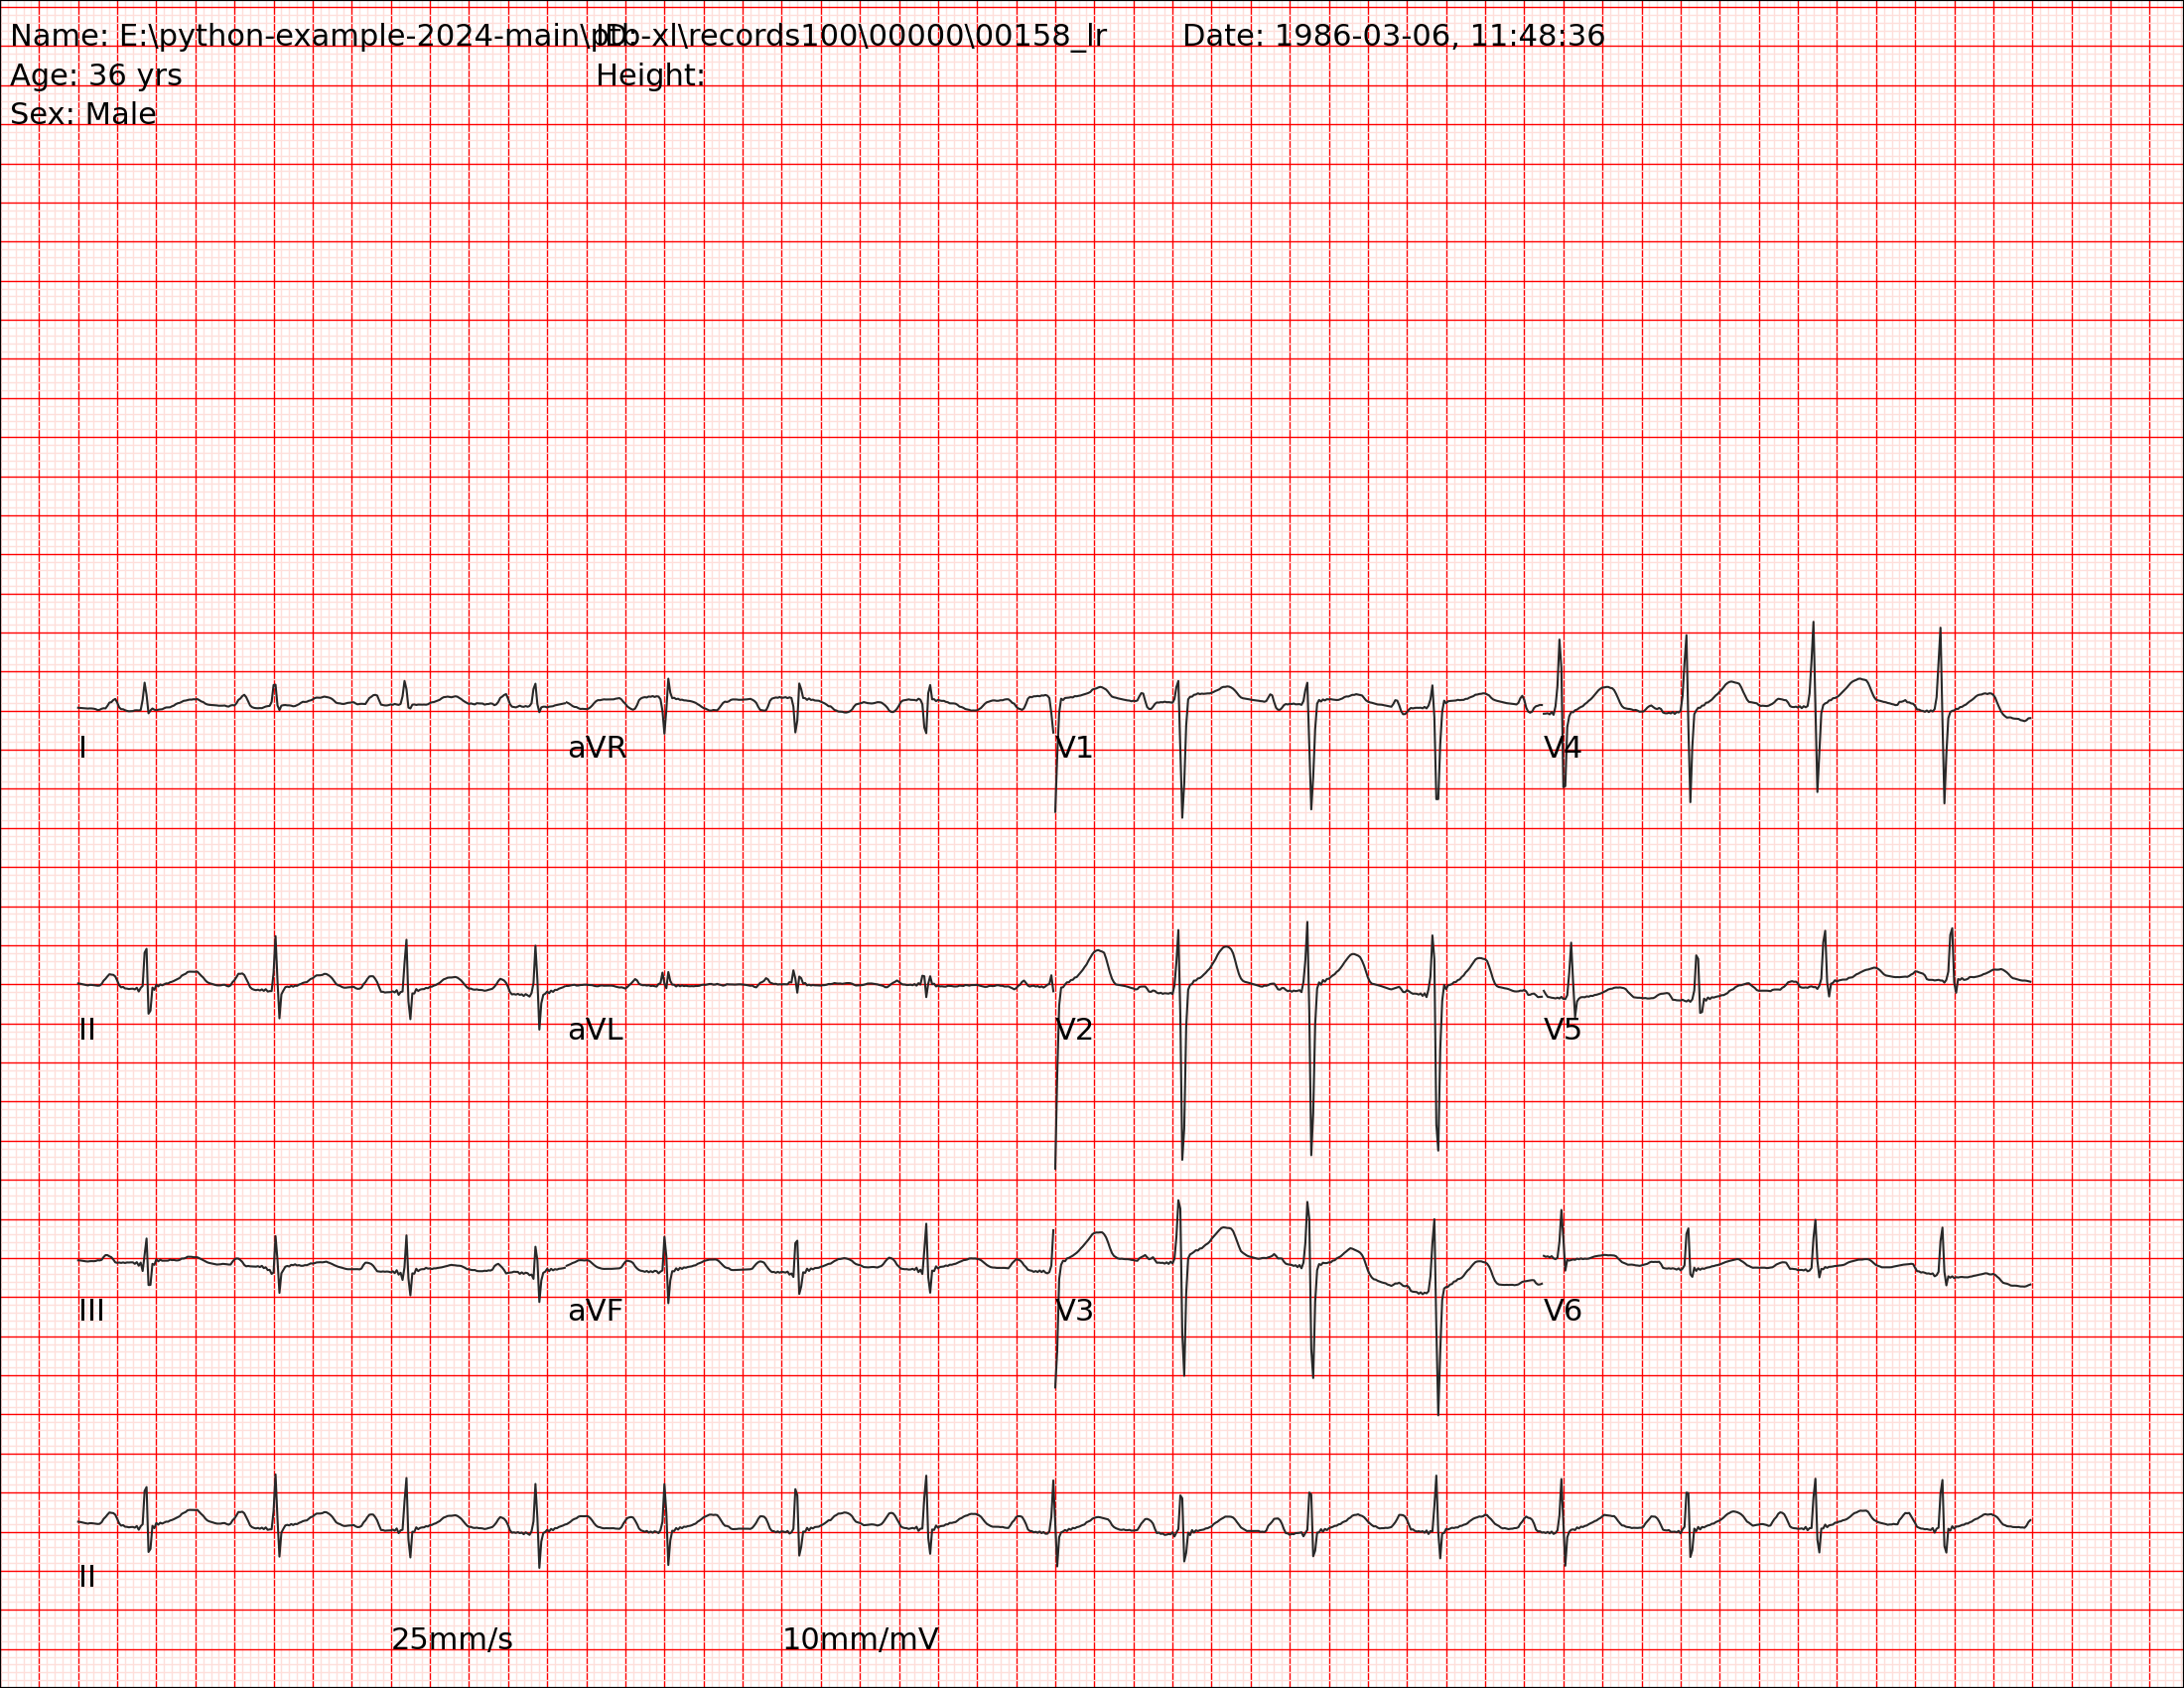 Name: E:\python-example-2024-main\ptb-xl\records100\00000\00158_lr ID: Date: 1986-03-06, 11:48:36
Age: 36 yrs Height:
Sex: Male
I aVR V1 V4
II aVL V2 V5
III aVF V3 V6
II
25mm/s 10mm/mV